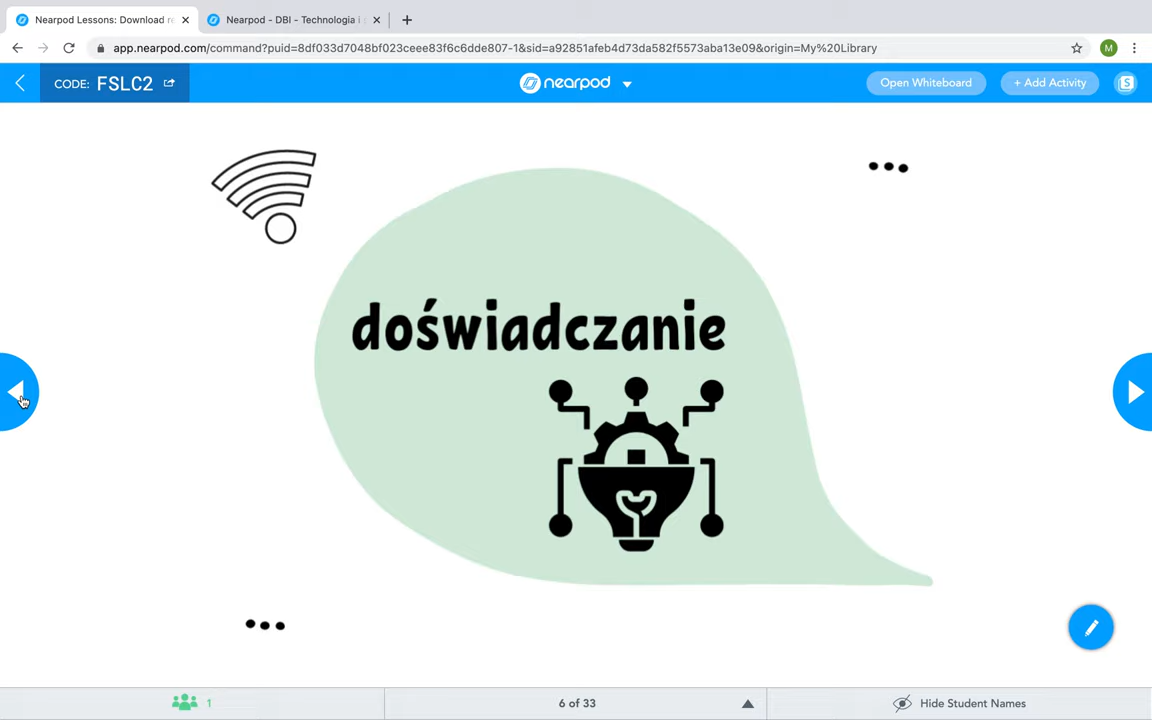 Nearpod Lessons: Download re
Nearpod - DBI - Technologia i
app.nearpod.com/command?puid=8df033d7048bf023ceee83f6c6dde807-1&sid=a92851afeb4d73da582f5573aba13e09&origin=My%20Library
M
CODE: FSLC2
nearpod
Open Whiteboard
+ Add Activity
S
doświadczanie
1
6 of 33
Hide Student Names